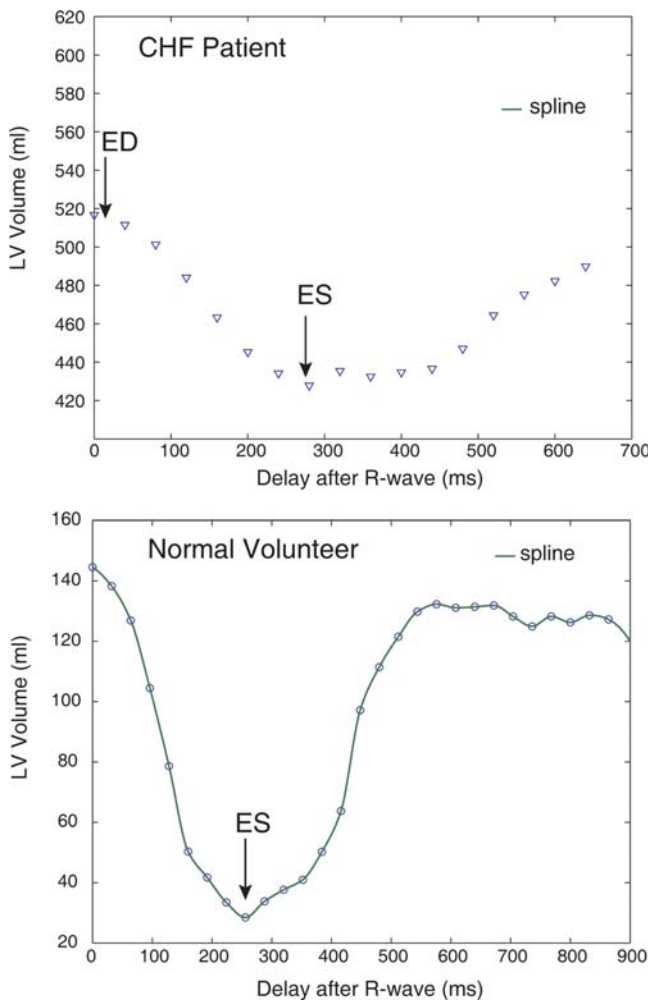 620
CHF Patient
600
580
spline
560
ED
540
LV Volume (ml)
520
500
480
ES
460
440
420
0 100 200 300 400 500 600 700
Delay after R-wave (ms)
160
Normal Volunteer
spline
140
120
LV Volume (ml)
100
80
60
ES
40
20
0 100 200 300 400 500 600 700 800 900
Delay after R-wave (ms)